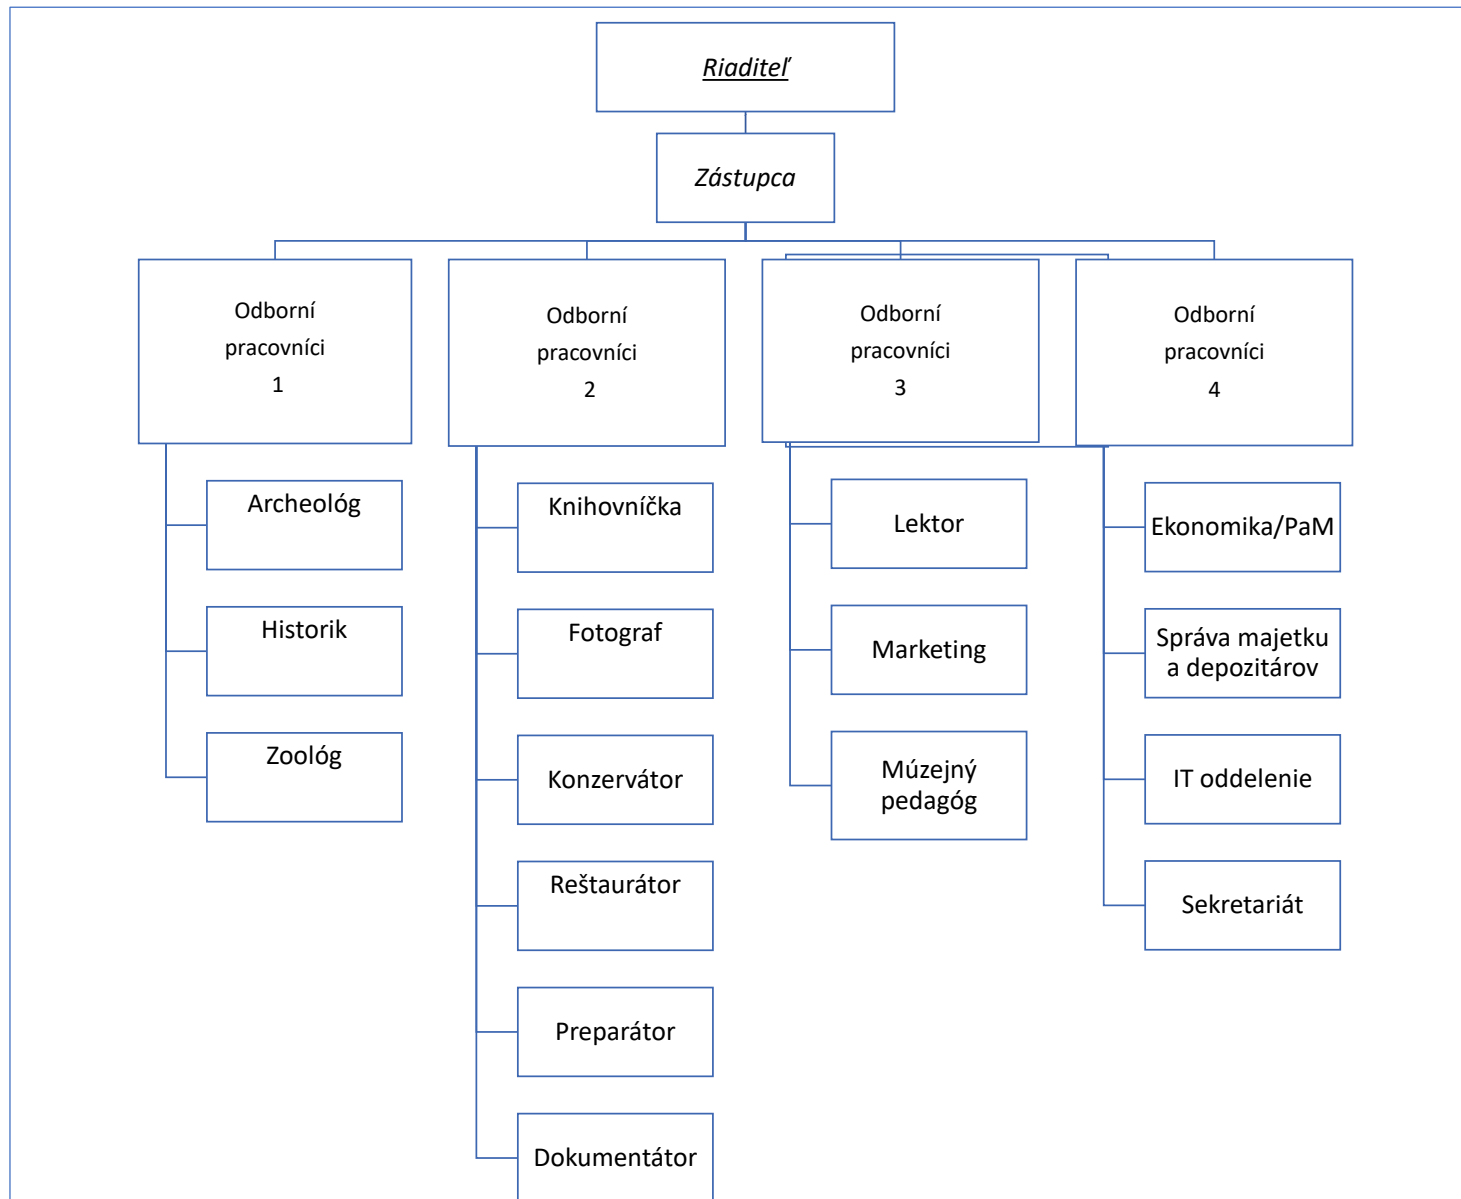 Riaditeľ
Zástupca
Odborní
pracovníci
1
Odborní
pracovníci
2
Odborní
pracovníci
3
Odborní
pracovníci
4
Archeológ
Historik
Zoológ
Knihovníčka
Fotograf
Konzervátor
Reštaurátor
Preparátor
Dokumentátor
Lektor
Marketing
Múzejný
pedagóg
Ekonomika/PaM
Správa majetku
a depozitárov
IT oddelenie
Sekretariát